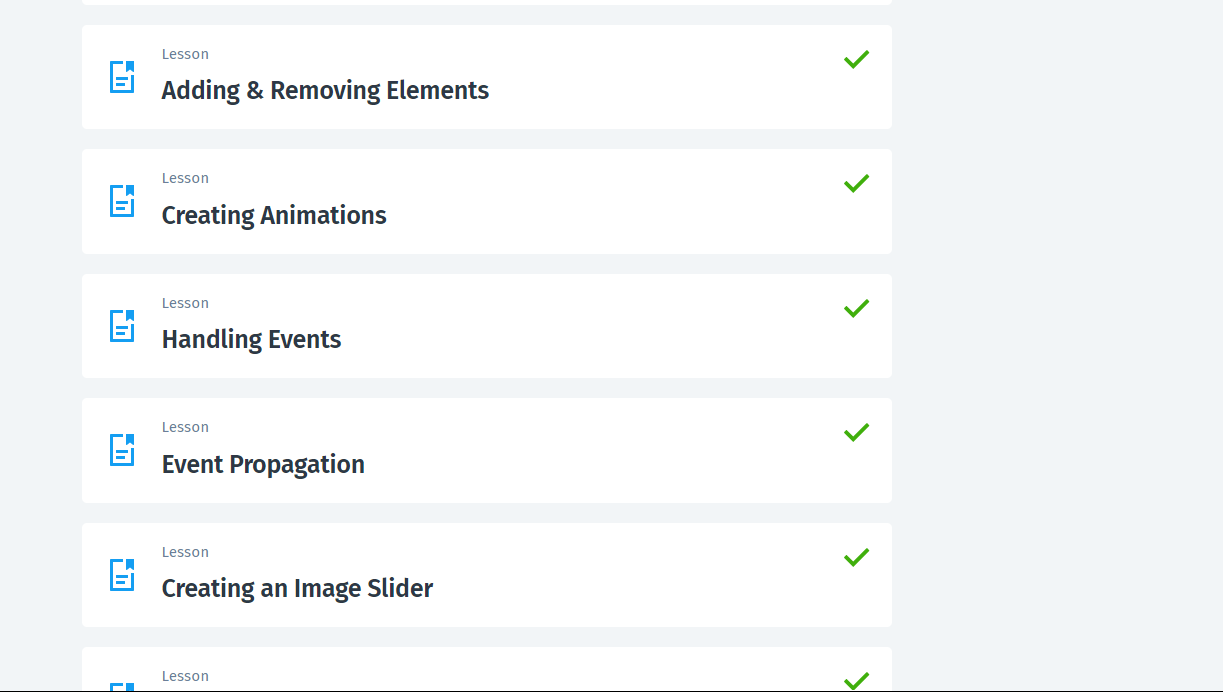 Lesson
Adding & Removing Elements
Lesson
Creating Animations
Lesson
Handling Events
Lesson
Event Propagation
Lesson
Creating an Image Slider
Lesson